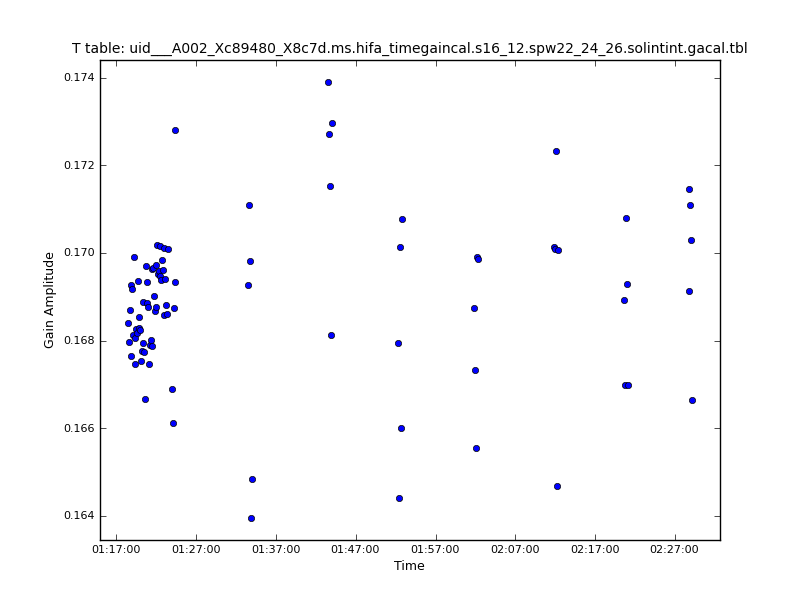 T table: uid___A002_Xc89480_X8c7d.ms.hifa_timegaincal.s16_12.spw22_24_26.solintint.gacal.tbl
0.174
0.172
0.170
0.168
0.166
0.164
Gain Amplitude
01:17:00 01:27:00 01:37:00 01:47:00 01:57:00 02:07:00 02:17:00 02:27:00
Time